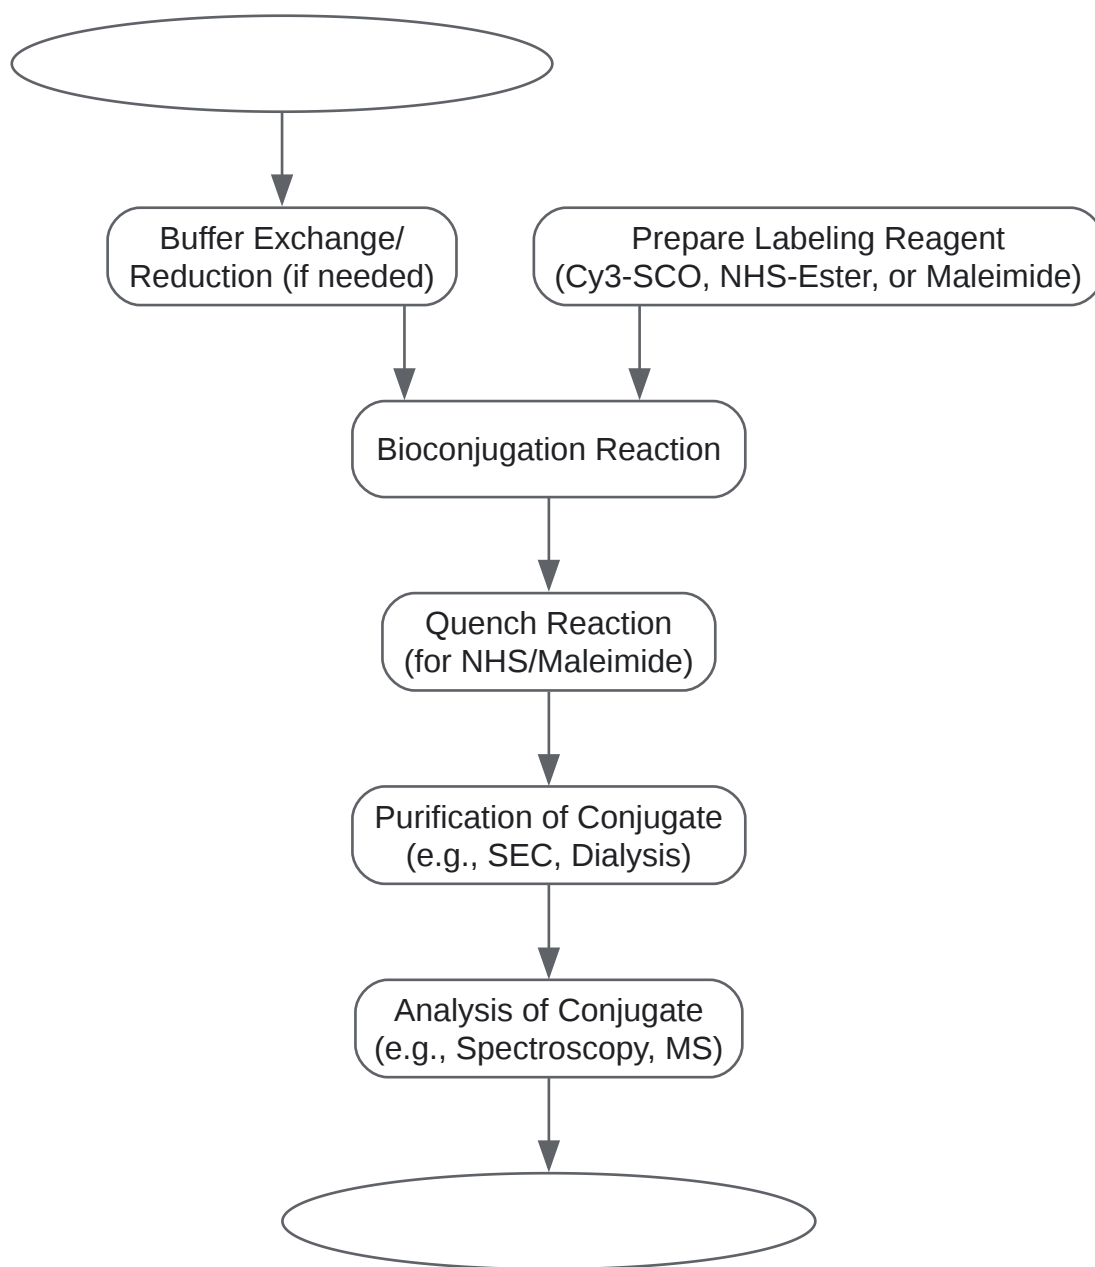 Buffer Exchange/
Reduction (if needed)
Prepare Labeling Reagent
(Cy3-SCO, NHS-Ester, or Maleimide)
Bioconjugation Reaction
Quench Reaction
(for NHS/Maleimide)
Purification of Conjugate
(e.g., SEC, Dialysis)
Analysis of Conjugate
(e.g., Spectroscopy, MS)